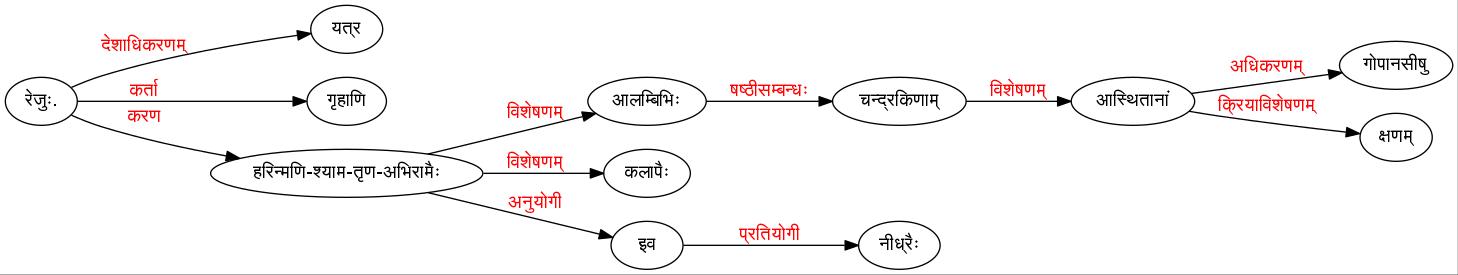 यत्र
देशाधिकरणम्
गोपानसीषु
अधिकरणम्
रेजुः.
कर्ता
गृहाणि
विशेषणम्
आलम्बिभिः
षष्ठीसम्बन्धः
चन्द्रकिणाम्
विशेषणम्
आस्थितानां
क्रियाविशेषणम्
करण
क्षणम्
हरिन्मणि-श्याम-तृण-अभिरामैः
विशेषणम्
कलापैः
अनुयोगी
इव
प्रतियोगी
नीध्रैः